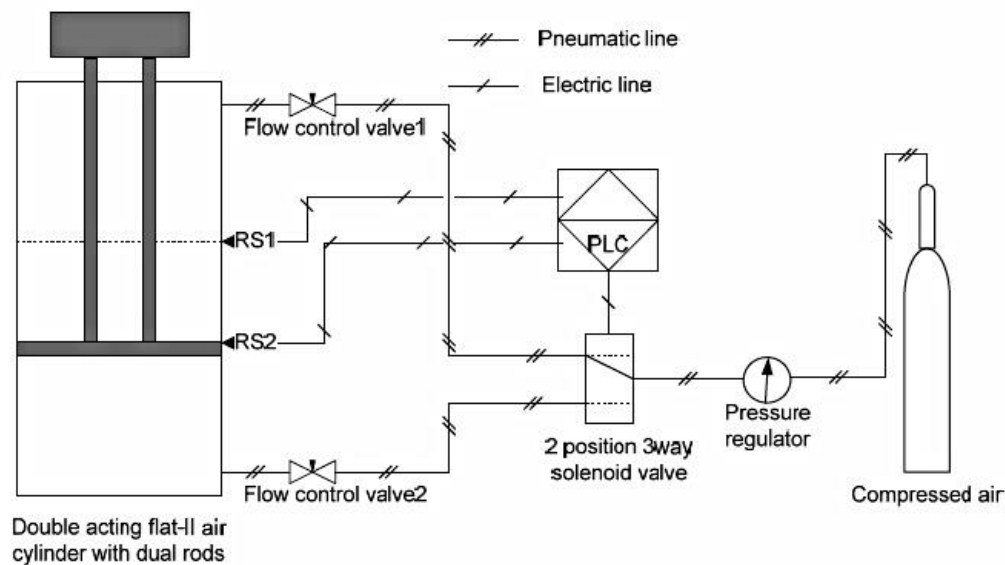 Pneumatic line
Electric line
Flow control valve1
RS1
PLC
RS2
Pressure
regulator
2 position 3way
solenoid valve
Flow control valve2
Compressed air
Double acting flat-II air
cylinder with dual rods